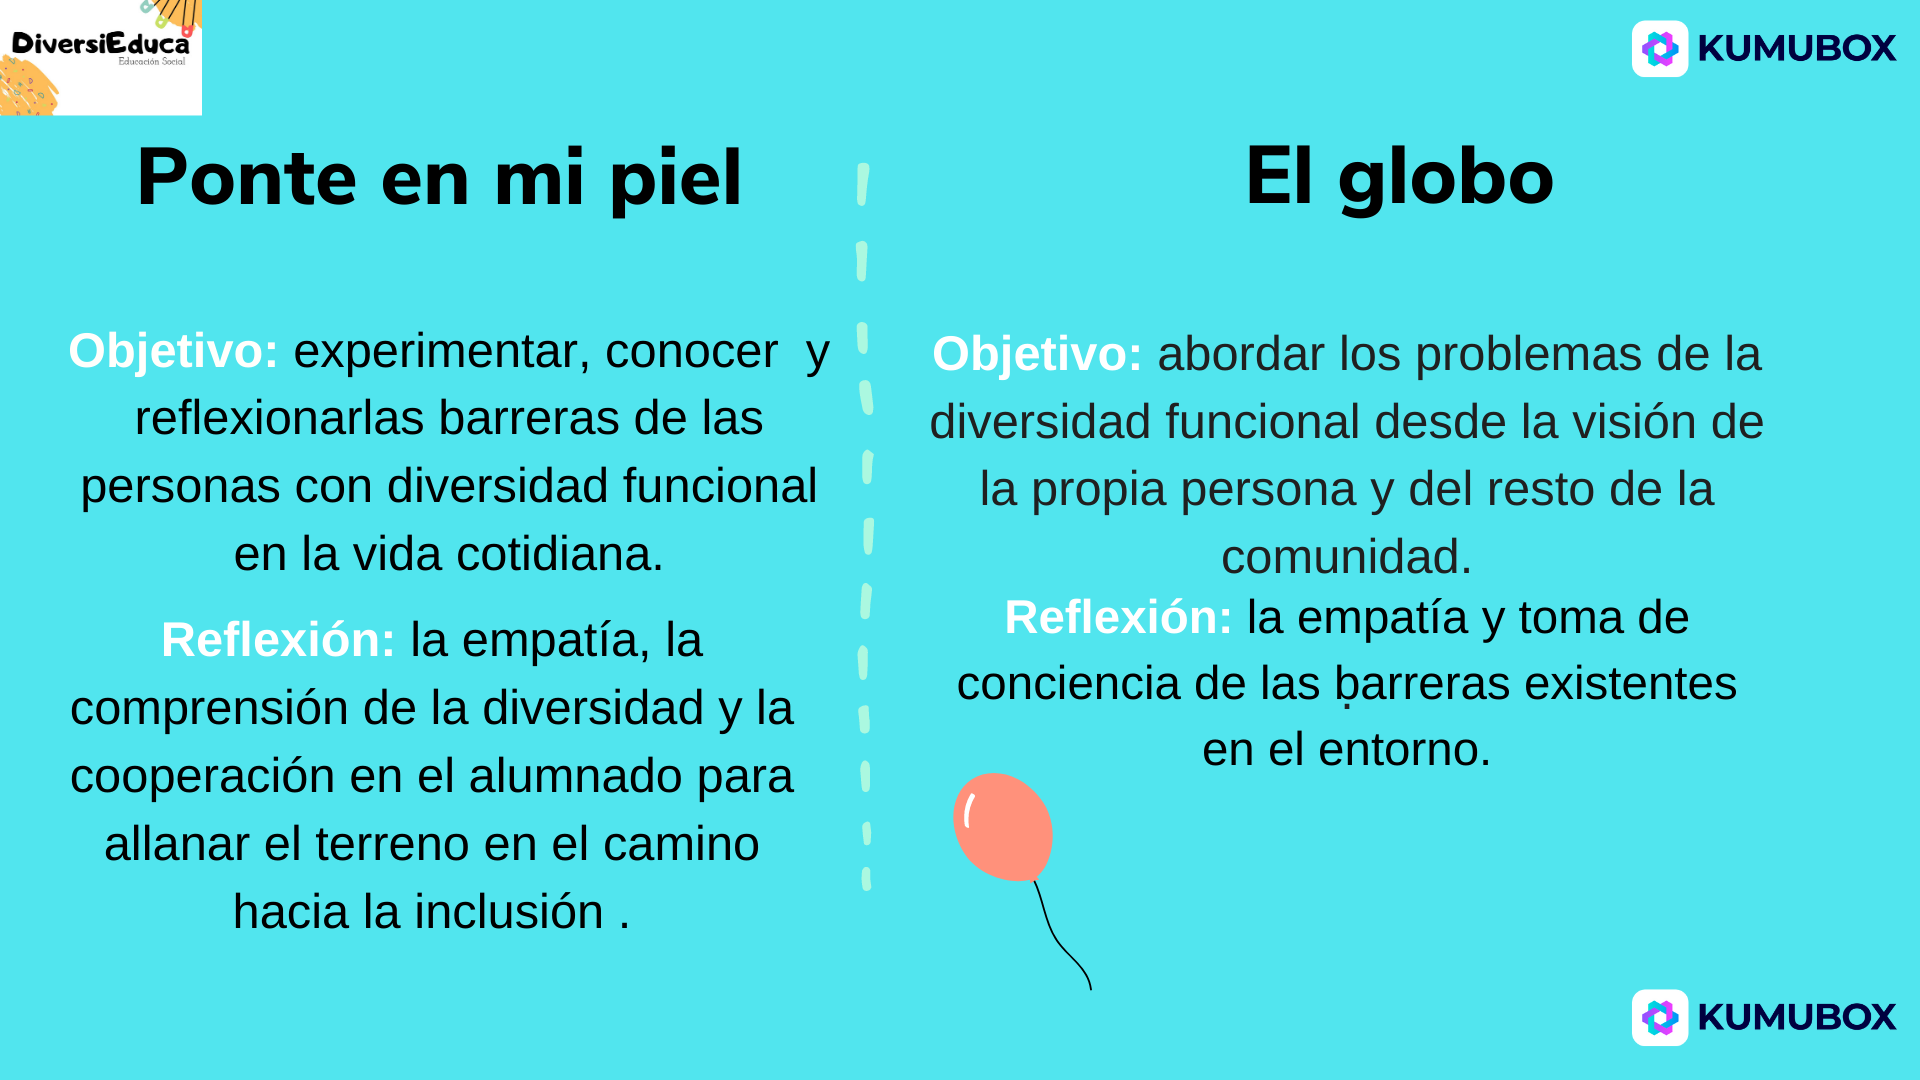 DiversiEduca
Educación Social
KUMUBOX
Ponte en mi piel
Objetivo: experimentar, conocer  y
reflexionarlas barreras de las
personas con diversidad funcional
en la vida cotidiana.
Reflexión: la empatía, la
comprensión de la diversidad y la
cooperación en el alumnado para
allanar el terreno en el camino
hacia la inclusión .
El globo
Objetivo: abordar los problemas de la
diversidad funcional desde la visión de
la propia persona y del resto de la
comunidad.
Reflexión: la empatía y toma de
conciencia de las barreras existentes
.
en el entorno.
KUMUBOX